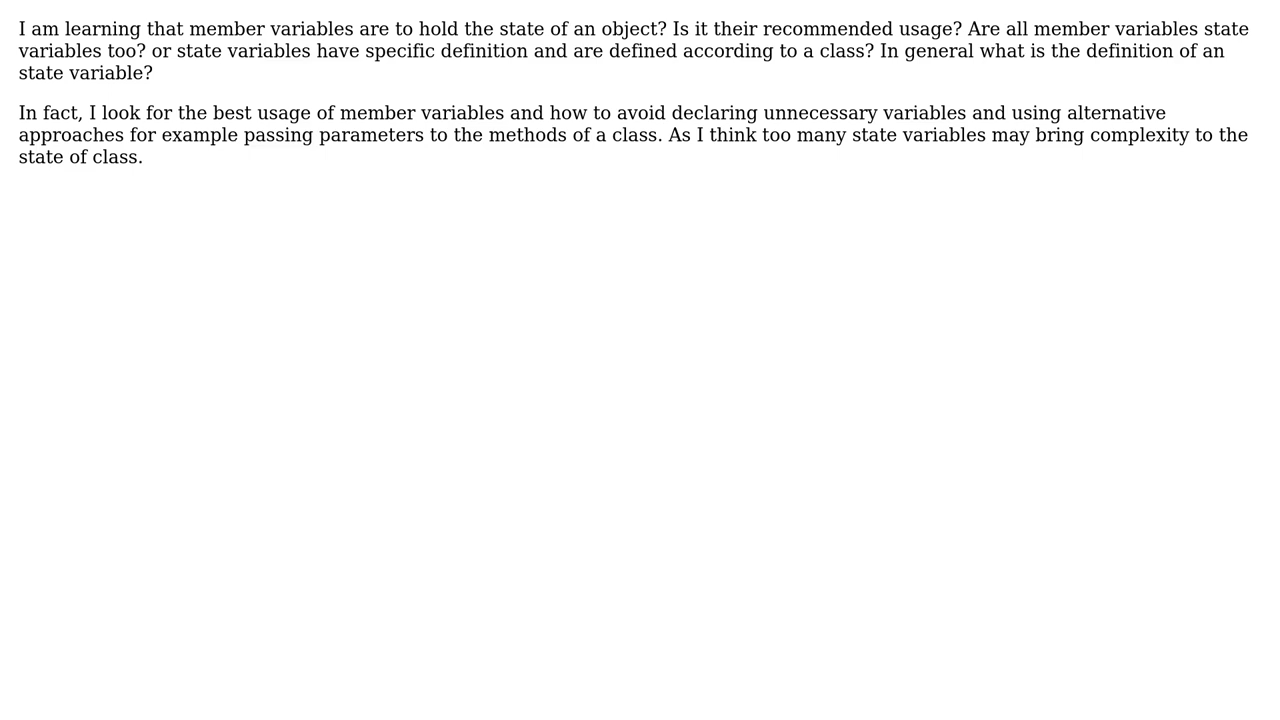 I am learning that member variables are to hold the state of an object? Is it their recommended usage? Are all member variables state
variables too? or state variables have specific definition and are defined according to a class? In general what is the definition of an
state variable?
In fact, I look for the best usage of member variables and how to avoid declaring unnecessary variables and using alternative
approaches for example passing parameters to the methods of a class. As I think too many state variables may bring complexity to the
state of class.